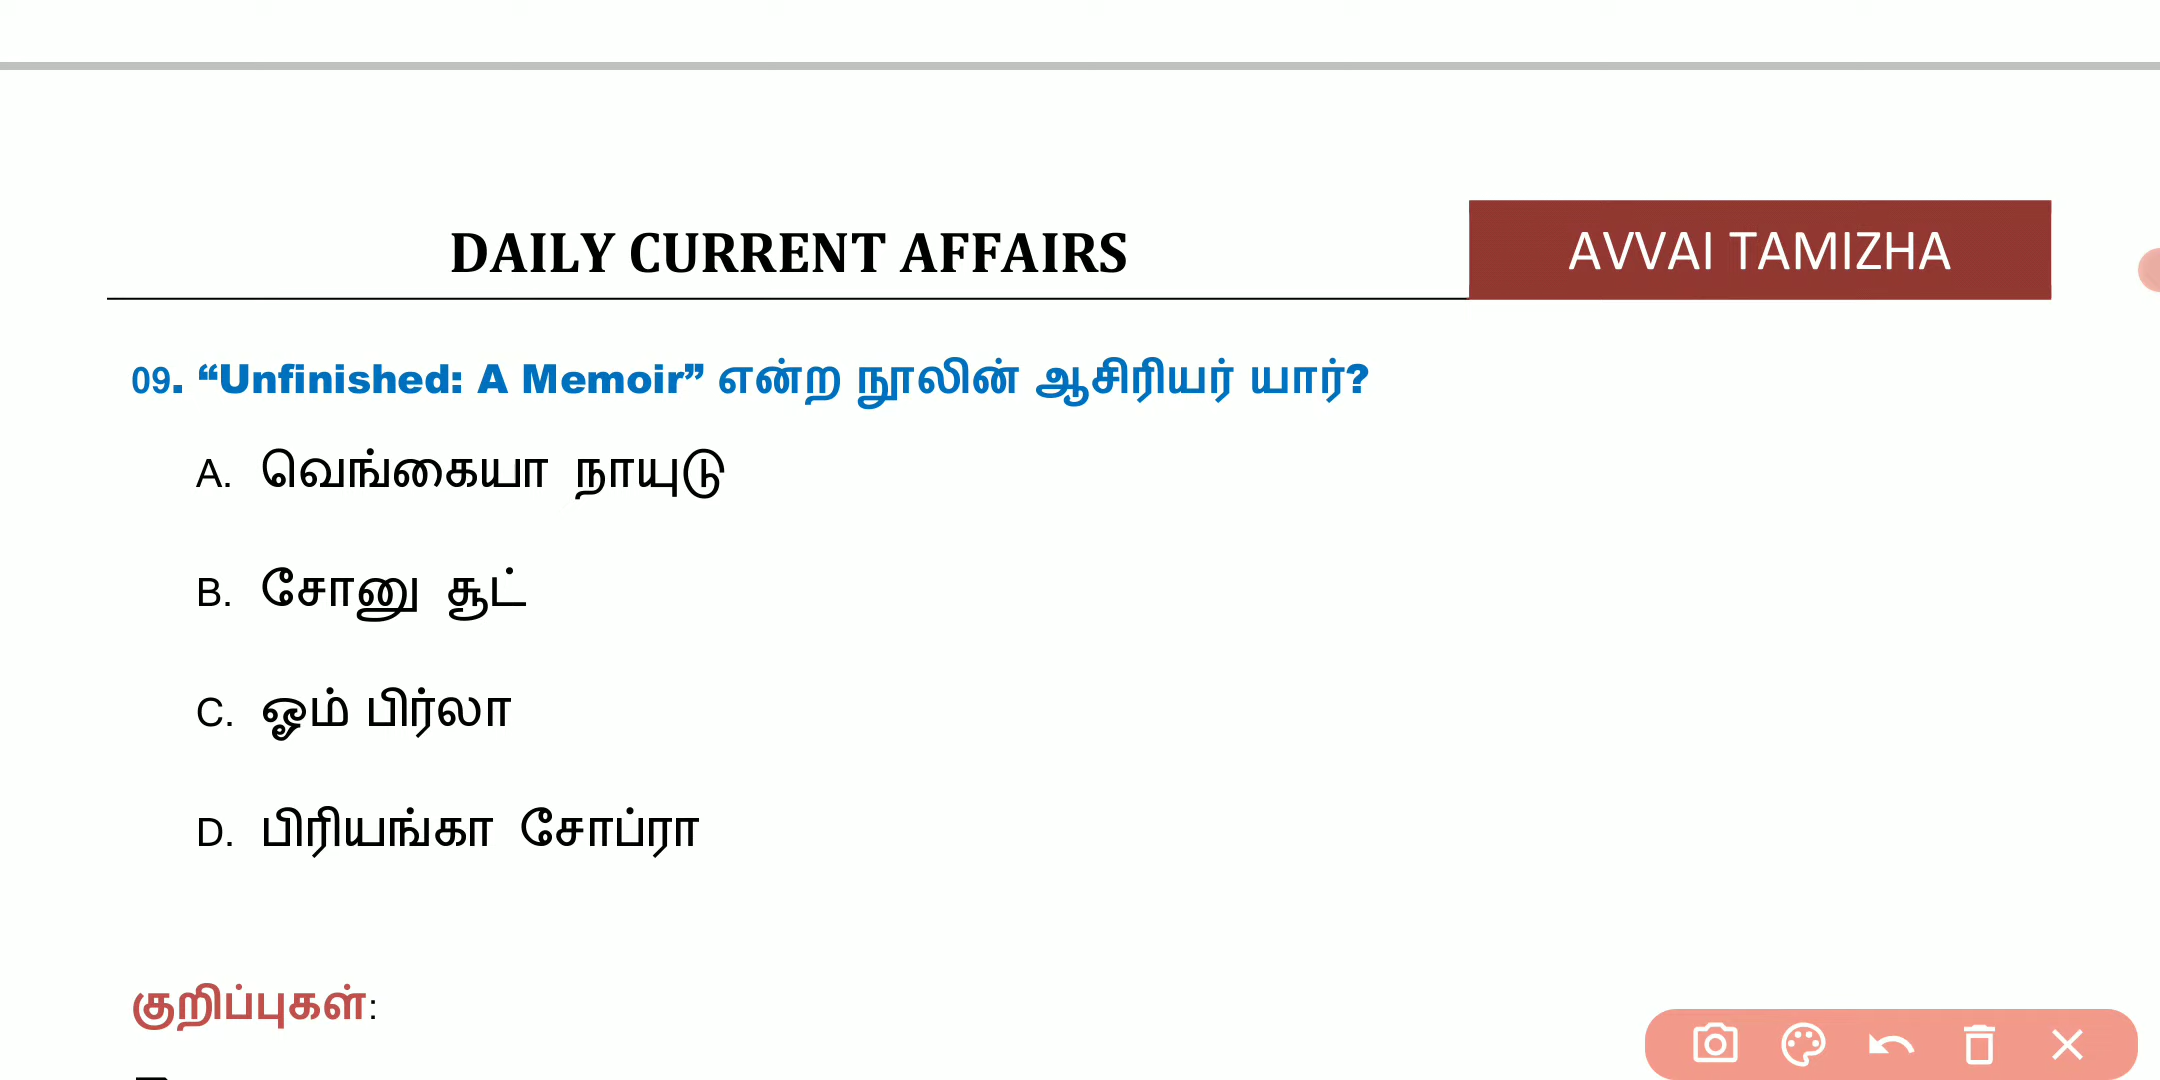 DAILY CURRENT AFFAIRS
AVVAI TAMIZHA
09. “Unfinished: A Memoir” என்ற நூலின் ஆசிரியர் யார்?
A. வெங்கையா நாயுடு
B. சோனு சூட்
C. ஓம் பிர்லா
D. பிரியங்கா சோப்ரா
குறிப்புகள்: